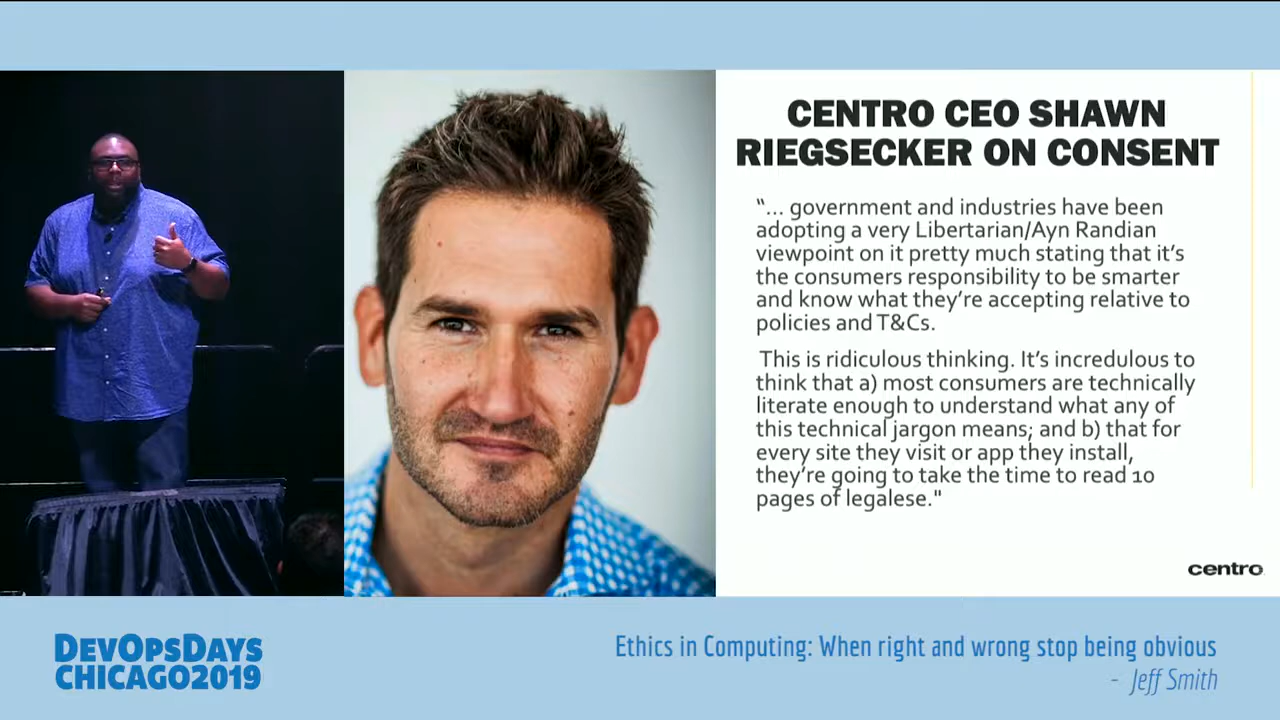 CENTRO CEO SHAWN
RIEGSECKER ON CONSENT
“... government and industries have been
adopting a very Libertarian/Ayn Randian
viewpoint on it pretty much stating that it’s
the consumers responsibility to be smarter
and know what they’re accepting relative to
policies and T&Cs.
This is ridiculous thinking. It’s incredulous to
think that a) most consumers are technically
literate enough to understand what any of
this technical jargon means; and b) that for
every site they visit or app they install,
they’re going to take the time to read 10
pages of legalese."
centro
DEVOPSDAYS
CHICAGO2019
Ethics in Computing: When right and wrong stop being obvious
- Jeff Smith